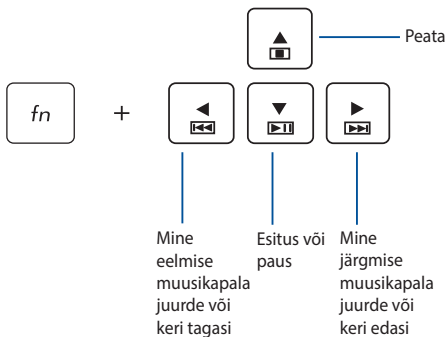 Peata
fn +
Mine
eelmise
muusikapala
juurde või
keri tagasi
Esitus või
paus
Mine
järgmise
muusikapala
juurde või
keri edasi